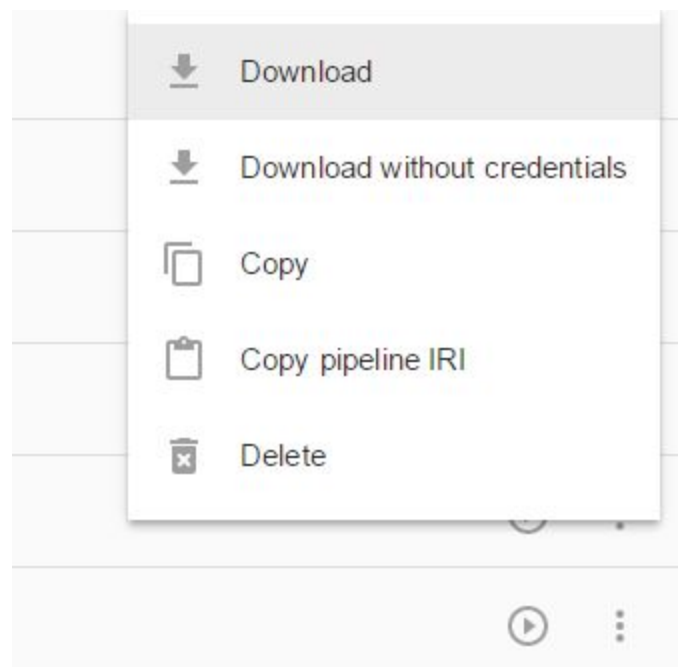 Download
Download without credentials
Copy
Copy pipeline IRI
Delete